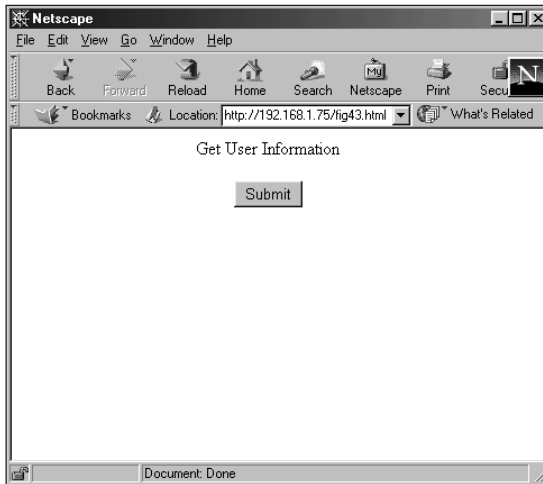 Netscape
File Edit View Go Window Help
Back Forward Reload Home Search Netscape Print Secu N
My
Bookmarks Location: http://192.168.1.75/fig43.html What's Related
Get User Information
Submit
Document: Done